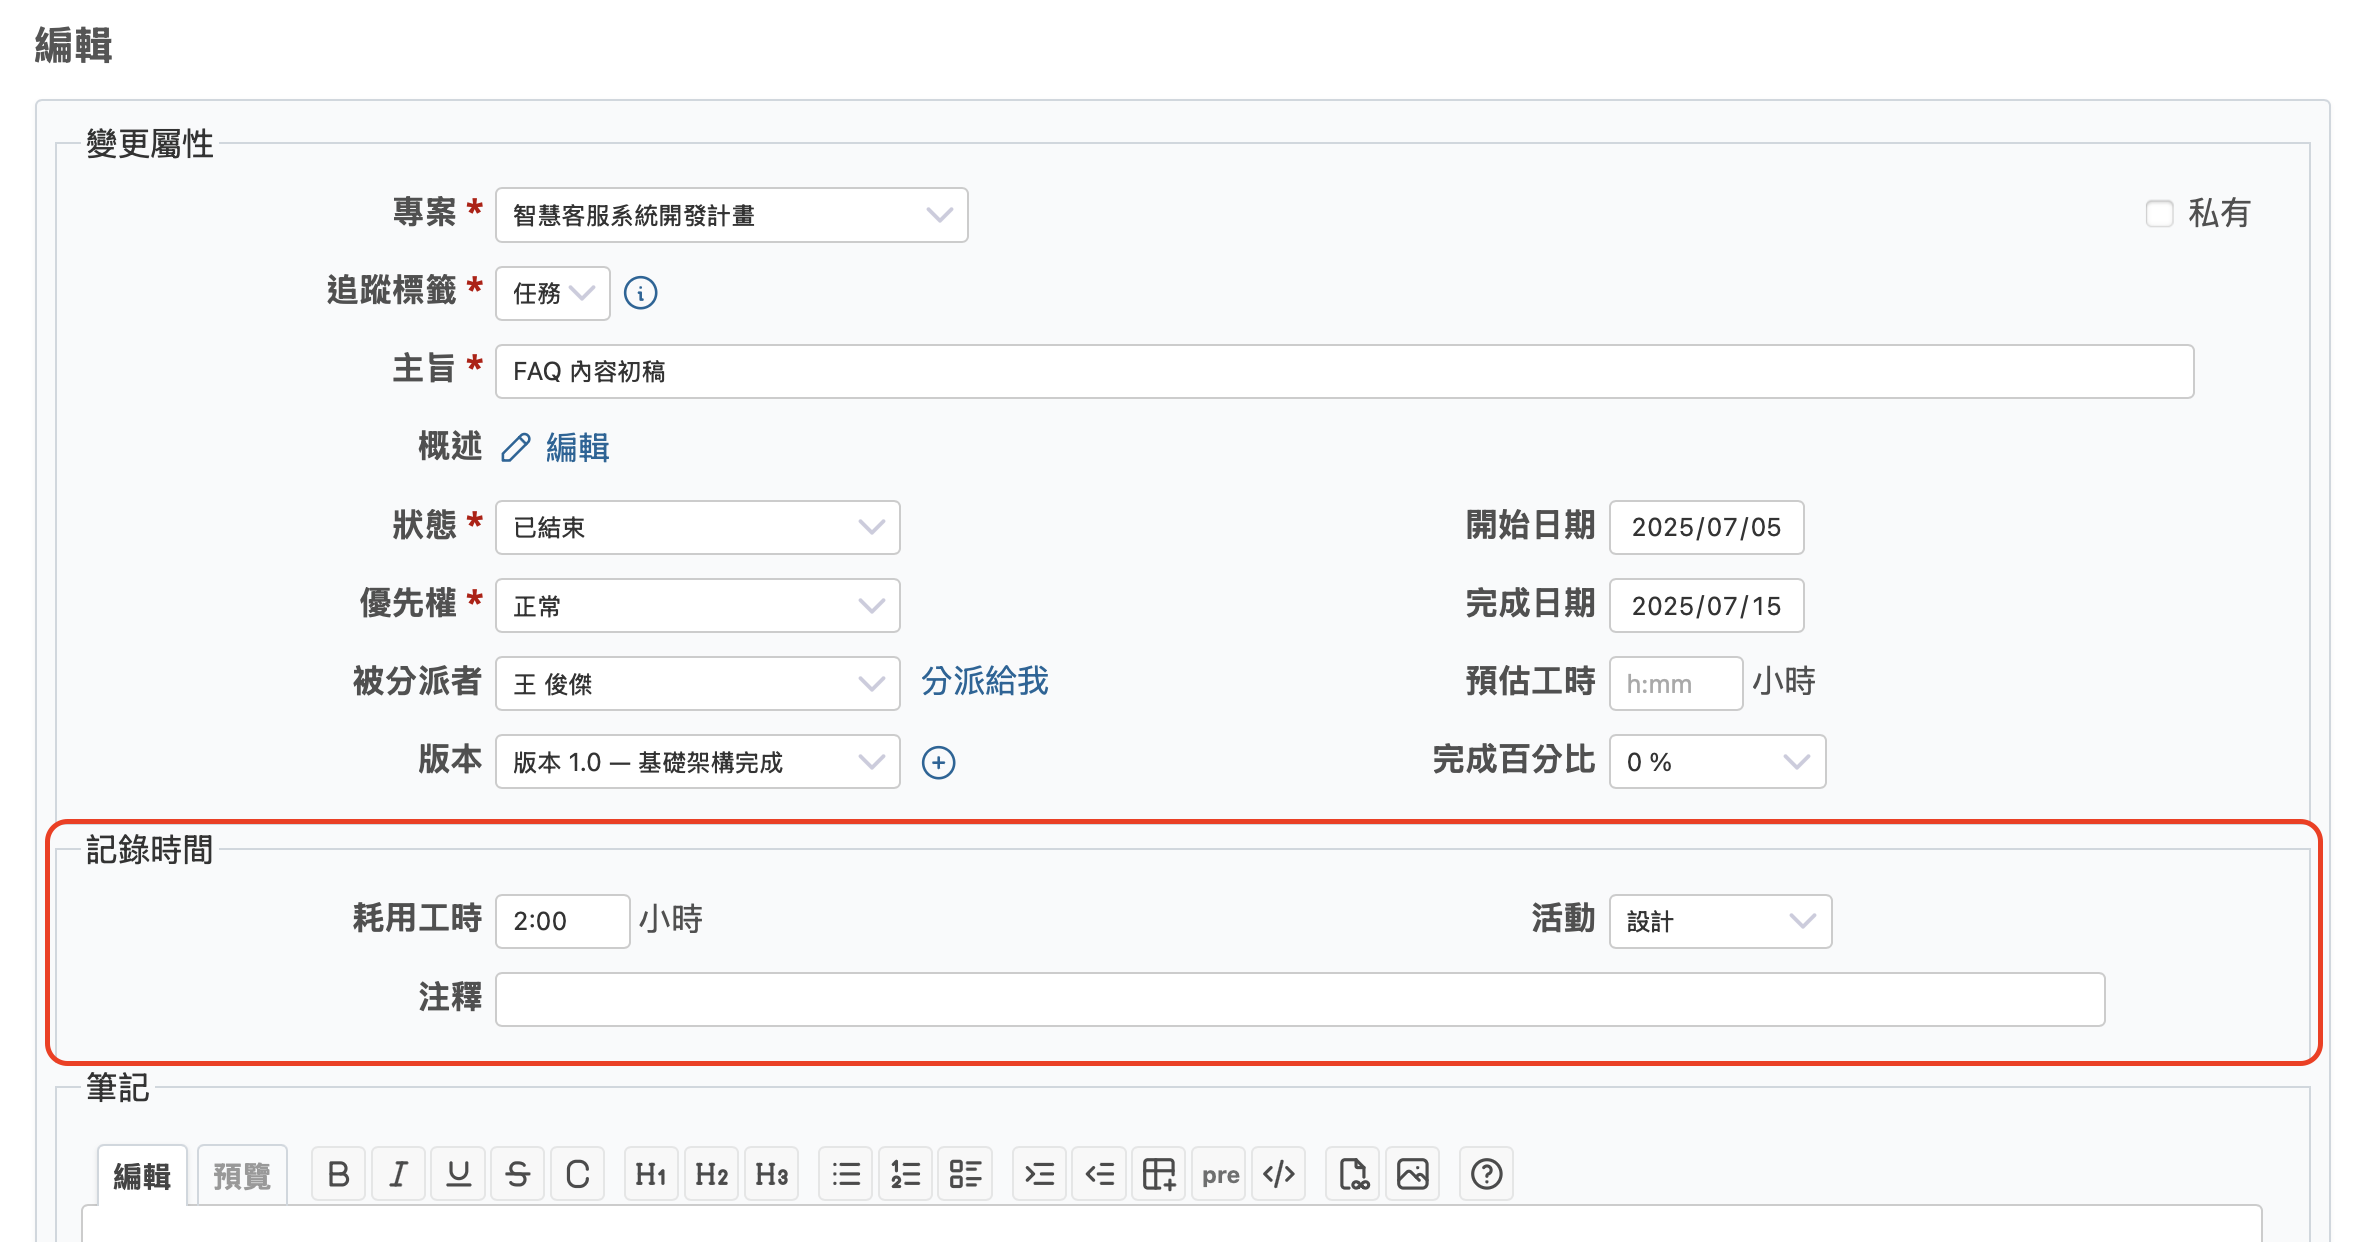 編輯
變更屬性
專案 * 智慧客服系統開發計畫 私有
追蹤標籤 * 任務
主旨 * FAQ 內容初稿
概述 編輯
狀態 * 已結束 開始日期 2025/07/05
優先權 * 正常 完成日期 2025/07/15
被分派者 王 俊傑 分派給我 預估工時 h:mm 小時
版本 版本 1.0 — 基礎架構完成 完成百分比 0 %
記錄時間
耗用工時 2:00 小時 活動 設計
注釋
筆記
編輯 預覽 B I U S C H1 H2 H3 pre </>